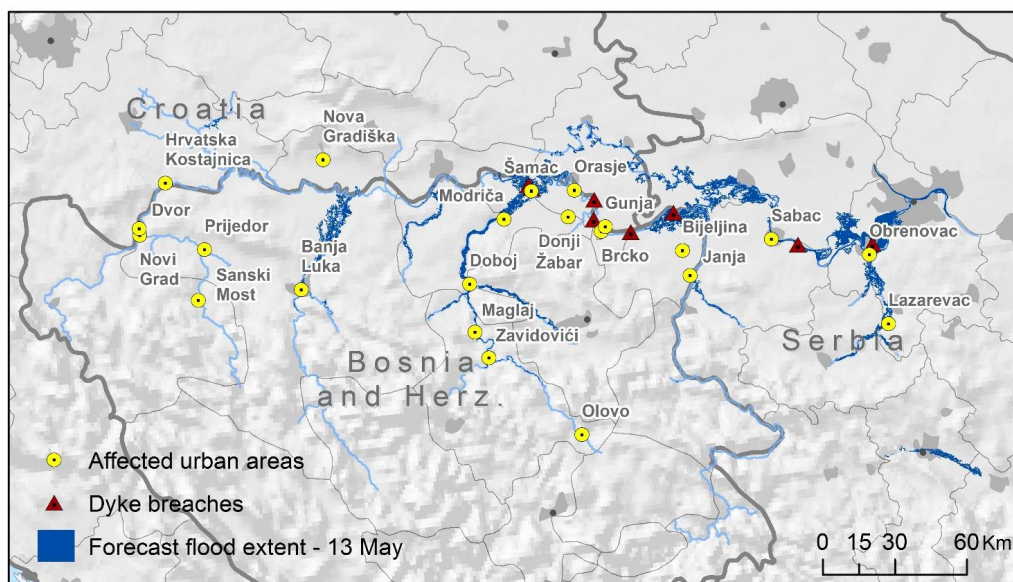 Croatia
Nova
Gradiška
Hrvatska
Kostajnica
Šamac
Orasje
Modriča
Gunja
Dvor
Prijedor
Sabac
Bijeljina
Obrenovac
Novi
Grad
Banja
Luka
Donji
Žabar
Brcko
Janja
Doboj
Sanski
Most
Maglaj
Lazarevac
Zavidovići
Serbia
Bosnia
and Herz.
Olovo
Affected urban areas
Dyke breaches
Forecast flood extent - 13 May
0 15 30 60 Km